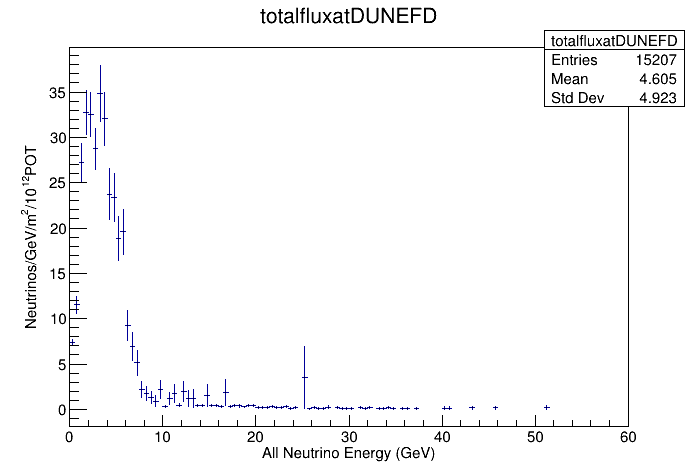 totalfluxatDUNEFD
totalfluxatDUNEFD
Entries 15207
Mean 4.605
Std Dev 4.923
Neutrinos/GeV/m²/10¹²POT
35
30
25
20
15
10
5
0
0 10 20 30 40 50 60
All Neutrino Energy (GeV)